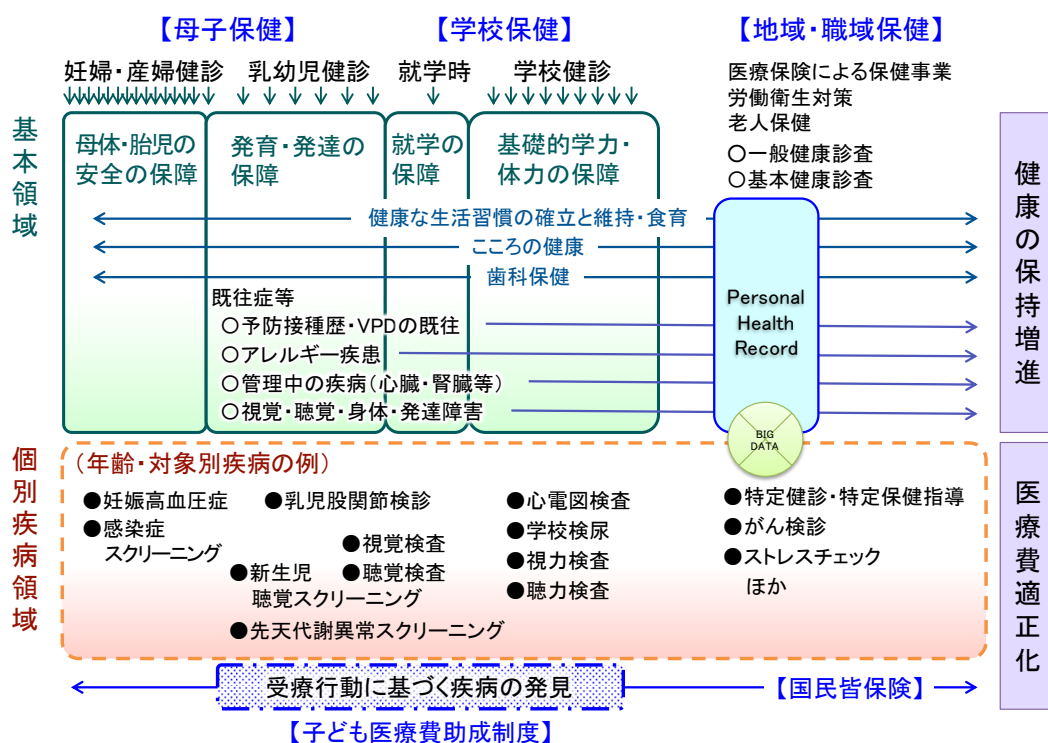 【母子保健】
【学校保健】
【地域・職域保健】
妊婦・産婦健診
乳幼児健診
就学時
学校健診
医療保険による保健事業
労働衛生対策
老人保健
○一般健康診査
○基本健康診査
基本領域
母体・胎児の
安全の保障
発育・発達の
保障
就学の
保障
基礎的学力・
体力の保障
健康な生活習慣の確立と維持・食育
こころの健康
歯科保健
既往症等
○予防接種歴・VPDの既往
○アレルギー疾患
○管理中の疾病(心臓・腎臓等)
○視覚・聴覚・身体・発達障害
Personal
Health
Record
BIG
DATA
健康の保持増進
個別疾病領域
(年齢・対象別疾病の例)
●妊娠高血圧症
●感染症
スクリーニング
●乳児股関節検診
●視覚検査
●聴覚検査
●新生児
聴覚スクリーニング
●先天代謝異常スクリーニング
●心電図検査
●学校検尿
●視力検査
●聴力検査
●特定健診・特定保健指導
●がん検診
●ストレスチェック
ほか
医療費適正化
受療行動に基づく疾病の発見
【国民皆保険】
【子ども医療費助成制度】